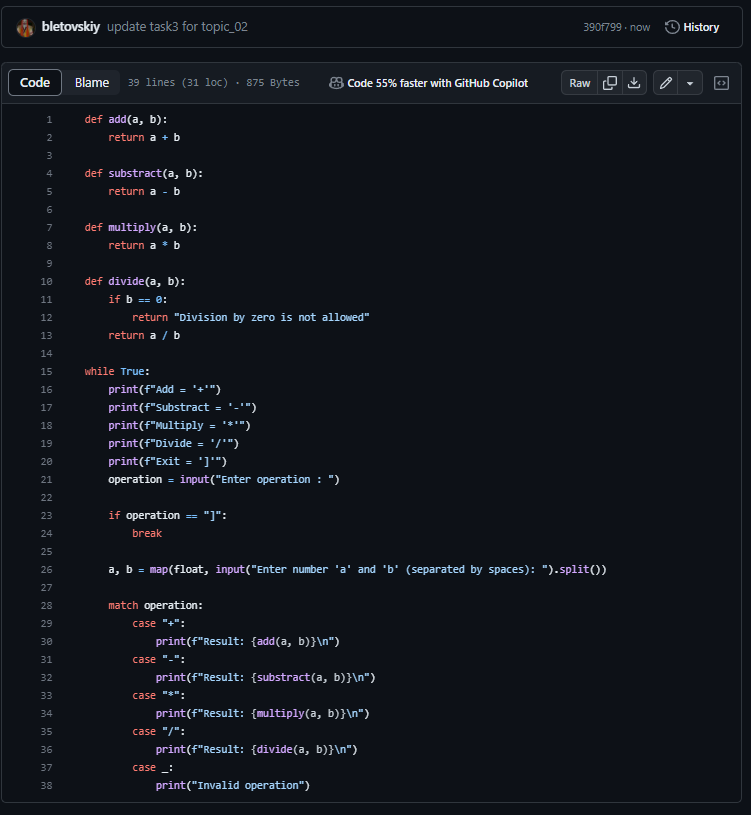 bletovskiy update task3 for topic_02 390f799 · now History
Code Blame 39 lines (31 loc) · 875 Bytes Code 55% faster with GitHub Copilot Raw
1 def add(a, b):
2     return a + b
3
4 def substract(a, b):
5     return a - b
6
7 def multiply(a, b):
8     return a * b
9
10 def divide(a, b):
11     if b == 0:
12         return "Division by zero is not allowed"
13     return a / b
14
15 while True:
16     print(f"Add = '+'")
17     print(f"Substract = '-'")
18     print(f"Multiply = '*'")
19     print(f"Divide = '/'")
20     print(f"Exit = ']'")
21     operation = input("Enter operation : ")
22
23     if operation == "]":
24         break
25
26     a, b = map(float, input("Enter number 'a' and 'b' (separated by spaces): ").split())
27
28     match operation:
29         case "+":
30             print(f"Result: {add(a, b)}\n")
31         case "-":
32             print(f"Result: {substract(a, b)}\n")
33         case "*":
34             print(f"Result: {multiply(a, b)}\n")
35         case "/":
36             print(f"Result: {divide(a, b)}\n")
37         case _:
38             print("Invalid operation")